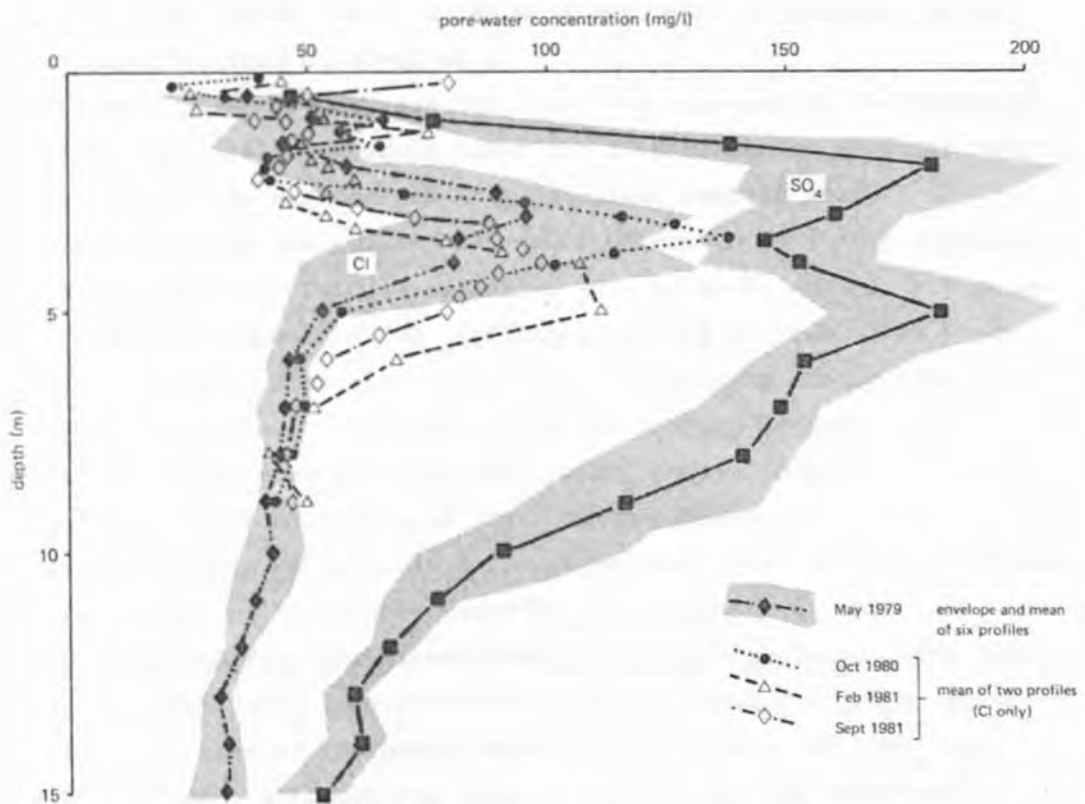 pore-water concentration (mg/l)
0 50 100 150 200
SO4
Cl
5
depth (m)
10
May 1979 envelope and mean of six profiles
Oct 1980
Feb 1981 mean of two profiles (Cl only)
Sept 1981
15